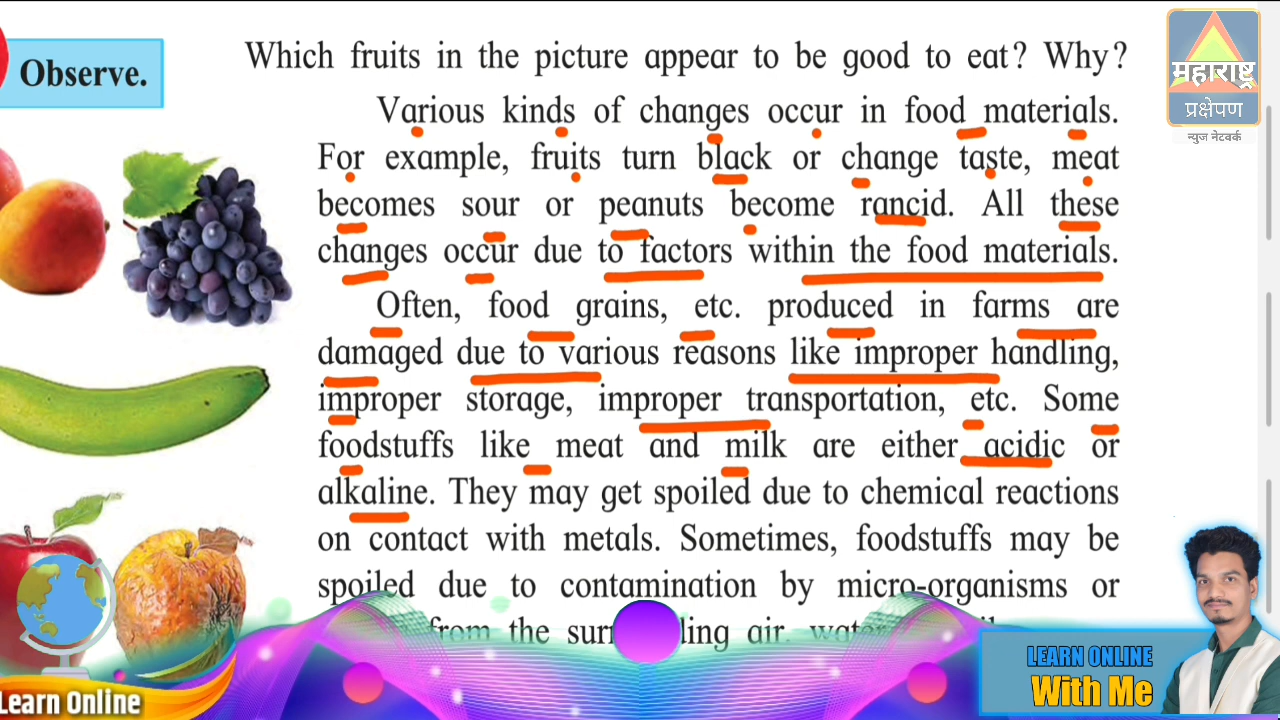 Observe.
Which fruits in the picture appear to be good to eat? Why?
Various kinds of changes occur in food materials.
For example, fruits turn black or change taste, meat
becomes sour or peanuts become rancid. All these
changes occur due to factors within the food materials.
Often, food grains, etc. produced in farms are
damaged due to various reasons like improper handling,
improper storage, improper transportation, etc. Some
foodstuffs like meat and milk are either acidic or
alkaline. They may get spoiled due to chemical reactions
on contact with metals. Sometimes, foodstuffs may be
spoiled due to contamination by micro-organisms or
from the air,
महाराष्ट्र
प्रक्षेपण
न्युज नेटवर्क
Learn Online
LEARN ONLINE
With Me